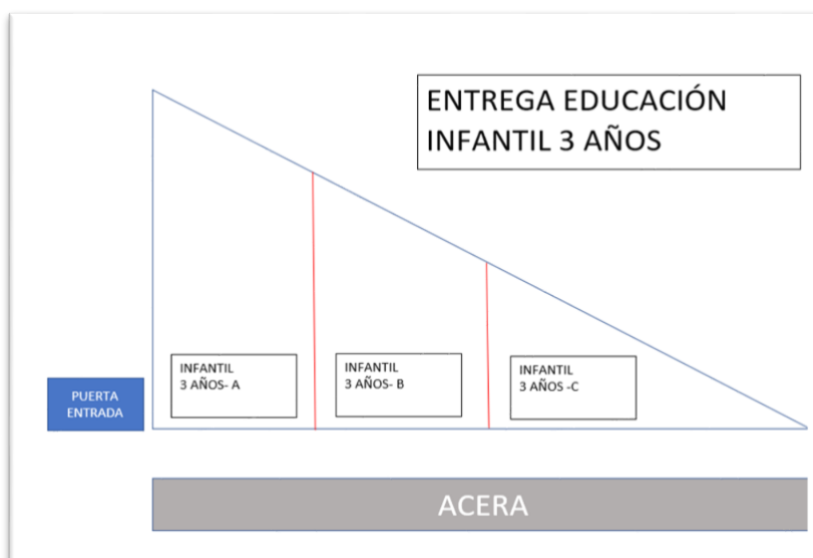 ENTREGA EDUCACIÓN
INFANTIL 3 AÑOS
INFANTIL
3 AÑOS- A
INFANTIL
3 AÑOS- B
INFANTIL
3 AÑOS -C
PUERTA
ENTRADA
ACERA